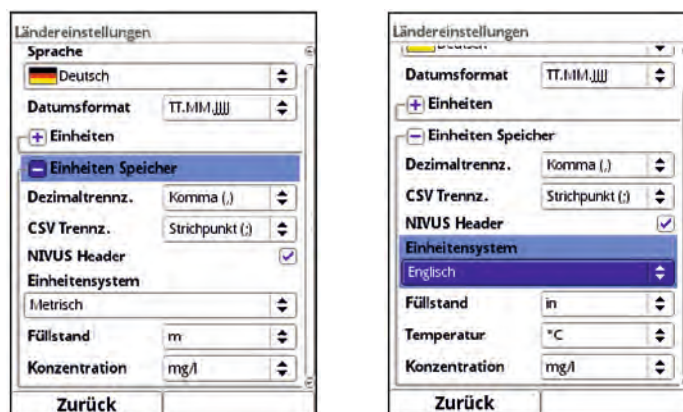 Ländereinstellungen
Sprache
Deutsch
Datumsformat TT.MM.JJJJ
Einheiten
Einheiten Speicher
Dezimaltrennz. Komma (,)
CSV Trennz. Strichpunkt (;)
NIVUS Header
Einheitensystem
Metrisch
Füllstand m
Konzentration mg/l
Zurück
Ländereinstellungen
Deutsch
Datumsformat TT.MM.JJJJ
Einheiten
Einheiten Speicher
Dezimaltrennz. Komma (,)
CSV Trennz. Strichpunkt (;)
NIVUS Header
Einheitensystem
Englisch
Füllstand in
Temperatur °C
Konzentration mg/l
Zurück